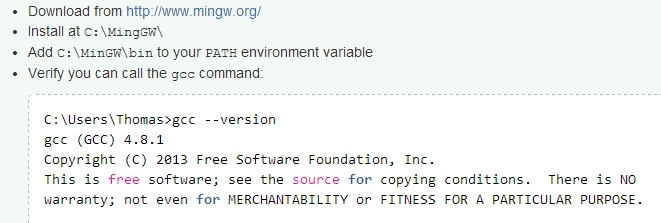 Download from http://www.mingw.org/
Install at C:\MingGW\
Add C:\MinGW\bin to your PATH environment variable
Verify you can call the gcc command:
C:\Users\Thomas>gcc --version
gcc (GCC) 4.8.1
Copyright (C) 2013 Free Software Foundation, Inc.
This is free software; see the source for copying conditions.  There is NO
warranty; not even for MERCHANTABILITY or FITNESS FOR A PARTICULAR PURPOSE.